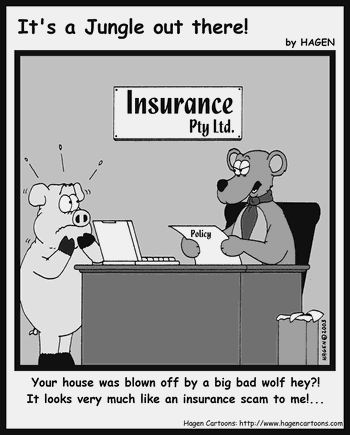 It's a Jungle out there!
by HAGEN
Insurance
Pty Ltd.
Policy
HAGEN©2003
Your house was blown off by a big bad wolf hey?!
It looks very much like an insurance scam to me!...
Hagen Cartoons: http://www.hagencartoons.com